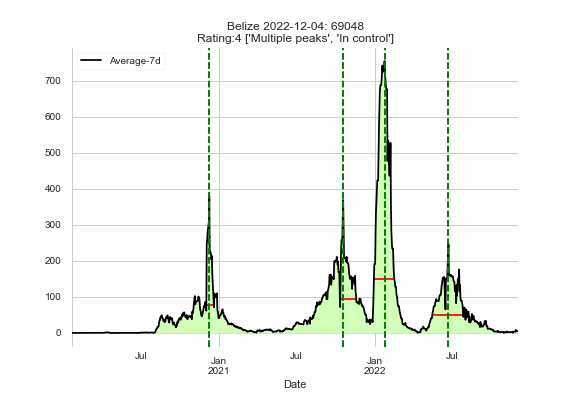 Belize 2022-12-04: 69048
Rating:4 ['Multiple peaks', 'In control']
Average-7d
700
600
500
400
300
200
100
0
Jul
Jan
2021
Jul
Jan
2022
Jul
Date